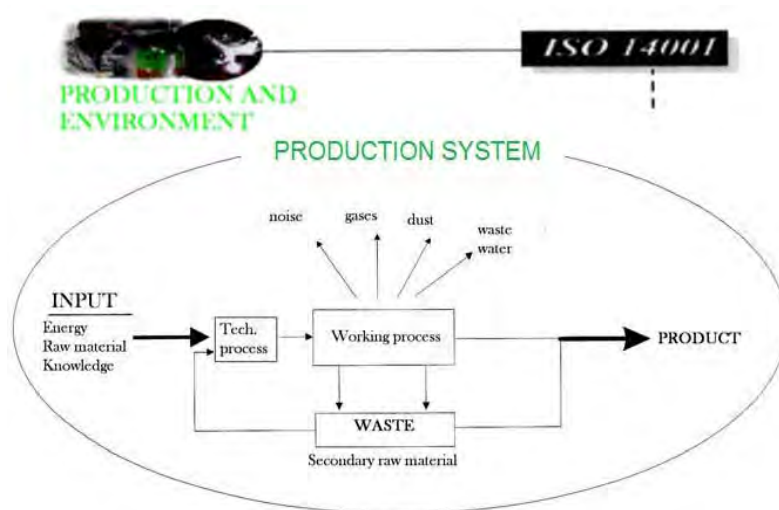 ISO 14001
PRODUCTION AND
ENVIRONMENT
PRODUCTION SYSTEM
noise
gases
dust
waste
water
INPUT
Energy
Raw material
Knowledge
Tech.
process
Working process
PRODUCT
WASTE
Secondary raw material